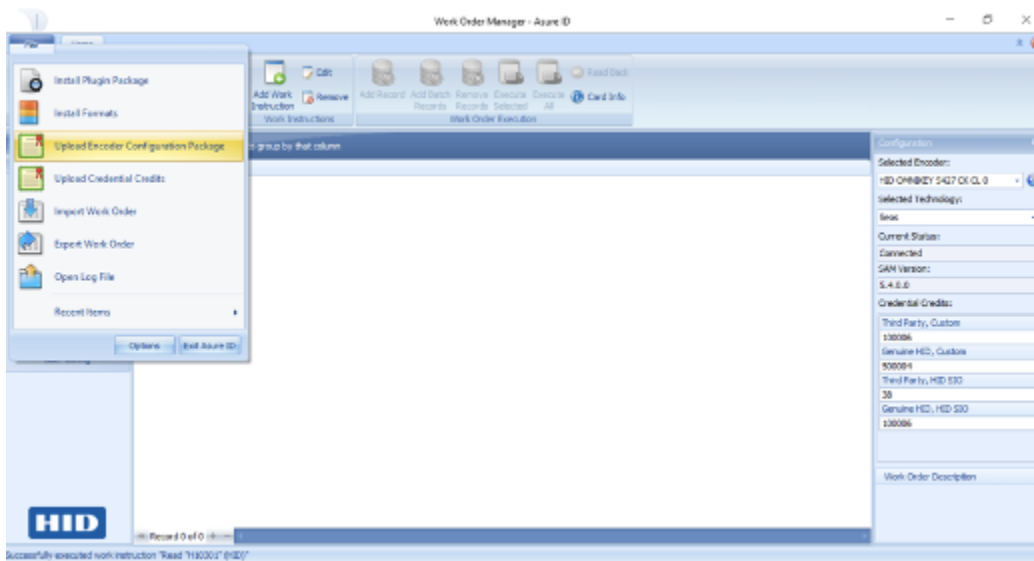 Work Order Manager - Asure ID
File Home
Install Plugin Package
Install Formats
Upload Encoder Configuration Package
Upload Credential Credits
Import Work Order
Export Work Order
Open Log File
Recent Items
Options Exit Asure ID
Add Work Instruction
Edit
Remove
Work Instructions
Add Record
Add Batch Records
Remove Records
Execute Selected
Execute All
Read Back
Card Info
Work Order Execution
group by that column
Configuration
Selected Encoder:
HID OMNIKEY 5427 CK CL 0
Selected Technology:
Seos
Current Status:
Connected
SAM Version:
5.4.0.0
Credential Credits:
Third Party, Custom
100006
Genuine HID, Custom
Third Party, HID SIO
38
Genuine HID, HID SIO
100006
Work Order Description
HID
Record 0 of 0
Successfully executed work instruction "Read "H10301" (HID)"